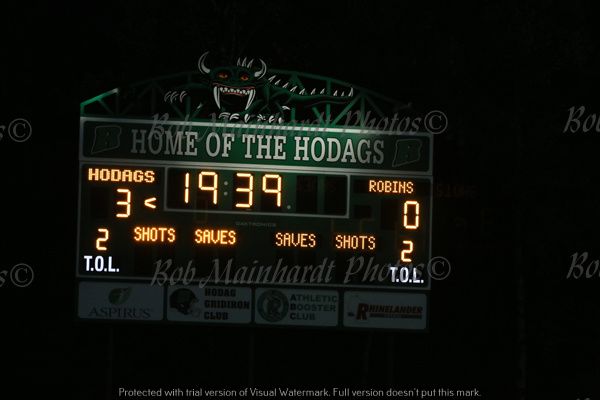 Bob Mainhardt Photos©
HOME OF THE HODAGS
HODAGS 19:39 ROBINS
3 < 0
DAKTRONICS
2 SHOTS SAVES SAVES SHOTS 2
T.O.L. T.O.L.
Bob Mainhardt Photos©
ASPIRUS
HODAG GRIDIRON CLUB
ATHLETIC BOOSTER CLUB
RHINELANDER
Protected with trial version of Visual Watermark. Full version doesn't put this mark.